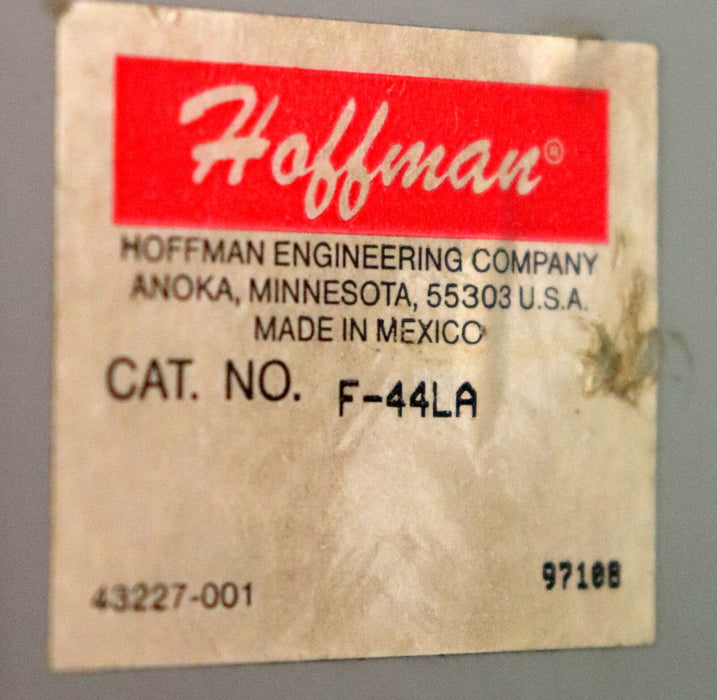 Hoffman®
HOFFMAN ENGINEERING COMPANY
ANOKA, MINNESOTA, 55303 U.S.A.
MADE IN MEXICO
CAT. NO. F-44LA
43227-001
97108